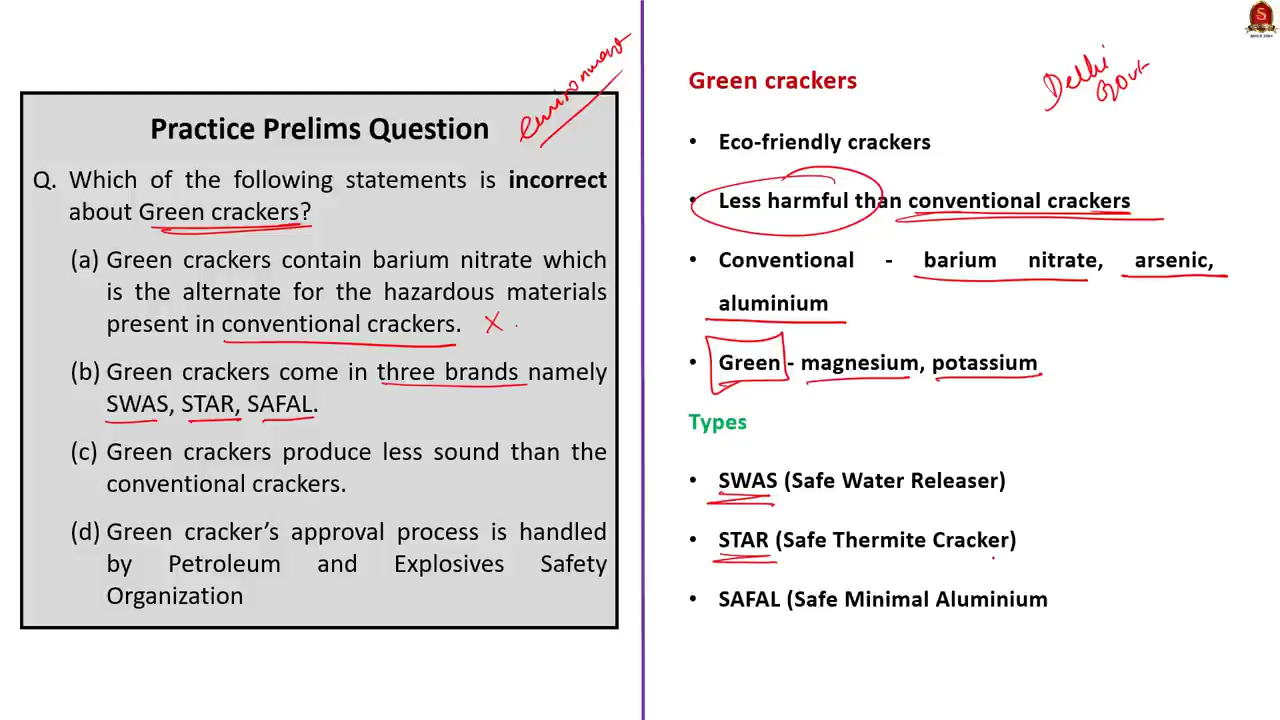 environment
Practice Prelims Question
Q. Which of the following statements is incorrect
about Green crackers?
(a) Green crackers contain barium nitrate which
is the alternate for the hazardous materials
present in conventional crackers. X
(b) Green crackers come in three brands namely
SWAS, STAR, SAFAL.
(c) Green crackers produce less sound than the
conventional crackers.
(d) Green cracker’s approval process is handled
by Petroleum and Explosives Safety
Organization
S
SINCE 2004
Delhi
Govt
Green crackers
• Eco-friendly crackers
• Less harmful than conventional crackers
• Conventional - barium nitrate, arsenic,
aluminium
• Green - magnesium, potassium
Types
• SWAS (Safe Water Releaser)
• STAR (Safe Thermite Cracker)
• SAFAL (Safe Minimal Aluminium